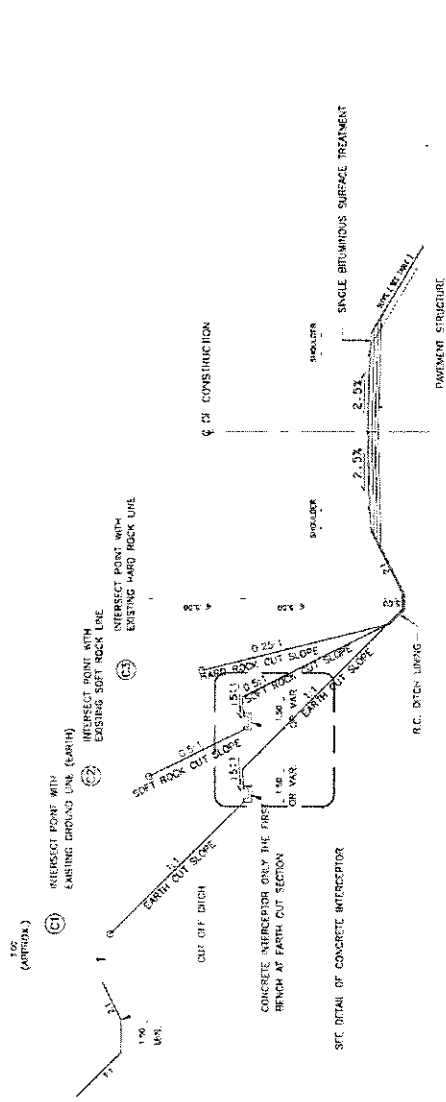 (APPROX.)
C1
INTERSECT POINT WITH
EXISTING GROUND LINE (EARTH)
C2
INTERSECT POINT WITH
EXISTING SOFT ROCK LINE
C3
INTERSECT POINT WITH
EXISTING HARD ROCK LINE
₵ OF CONSTRUCTION
SHOULDER
SHOULDER
SINGLE BITUMINOUS SURFACE TREATMENT
2.5%
2.5%
SLOPE (SEE TABLE)
PAVEMENT STRUCTURE
0.25:1
HARD ROCK CUT SLOPE
0.5:1
SOFT ROCK CUT SLOPE
1:1
EARTH CUT SLOPE
0.5:1
SOFT ROCK CUT SLOPE
1:1
EARTH CUT SLOPE
1.5:1
1.5:1
1.50
OR VAR.
1.50
OR VAR.
2:1
2:1
1.00
MIN.
CUT OFF DITCH
CONCRETE INTERCEPTOR ONLY THE FIRST
BENCH AT EARTH CUT SECTION
SEE DETAIL OF CONCRETE INTERCEPTOR
R.C. DITCH LINING